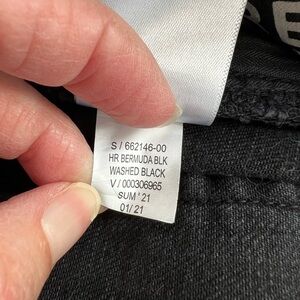 S / 662146-00
HR BERMUDA BLK
WASHED BLACK
V / 000306965
SUM ' 21
01/ 21